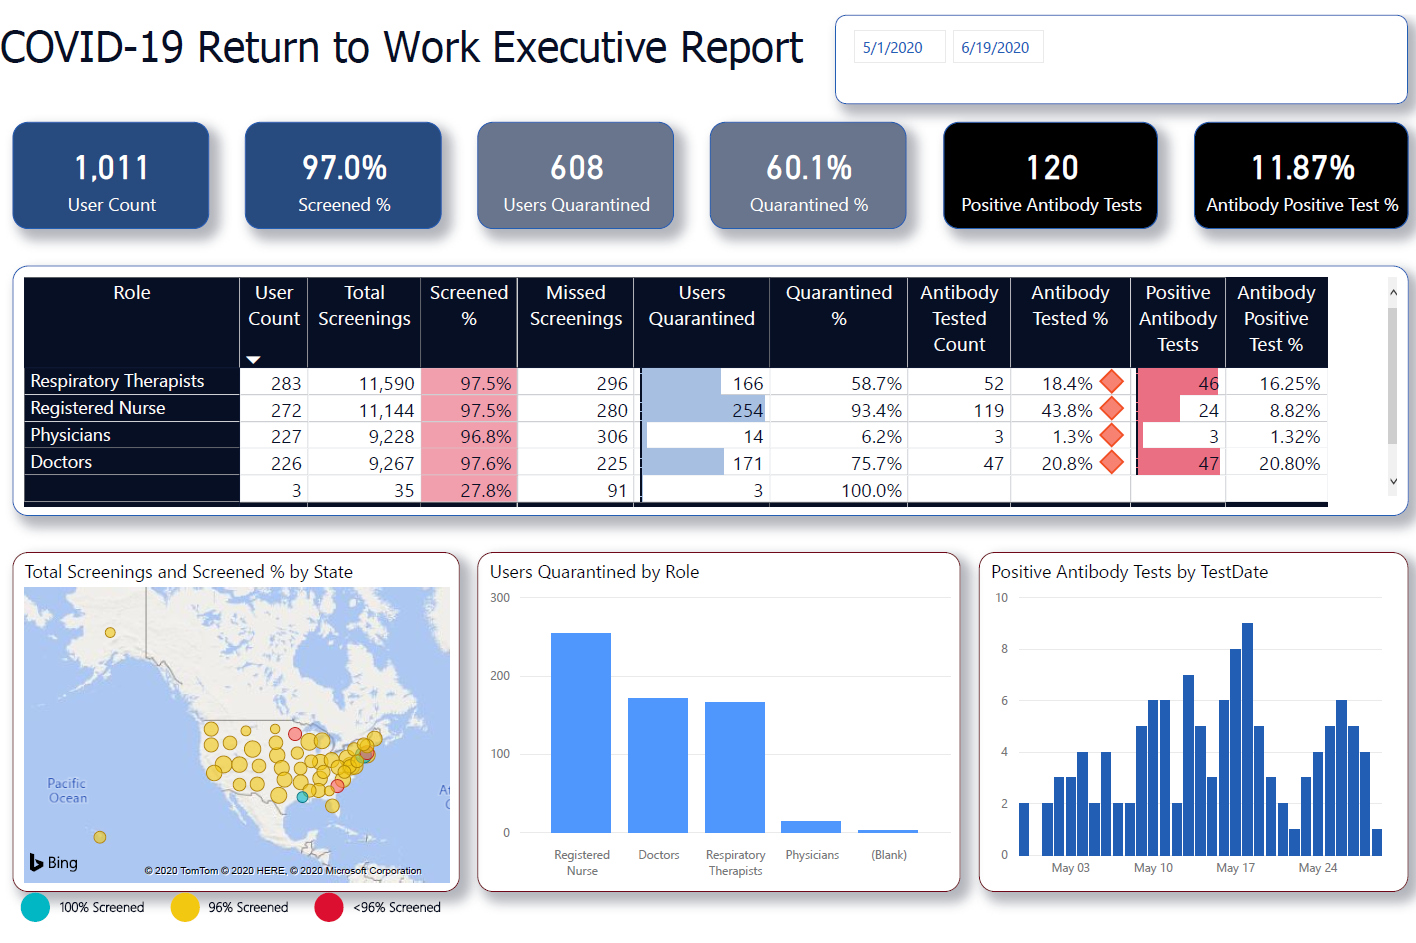 COVID-19 Return to Work Executive Report
5/1/2020 6/19/2020
1,011
User Count
97.0%
Screened %
608
Users Quarantined
60.1%
Quarantined %
120
Positive Antibody Tests
11.87%
Antibody Positive Test %
Role User Count Total Screenings Screened % Missed Screenings Users Quarantined Quarantined % Antibody Tested Count Antibody Tested % Positive Antibody Tests Antibody Positive Test %
Respiratory Therapists 283 11,590 97.5% 296 166 58.7% 52 18.4% 46 16.25%
Registered Nurse 272 11,144 97.5% 280 254 93.4% 119 43.8% 24 8.82%
Physicians 227 9,228 96.8% 306 14 6.2% 3 1.3% 3 1.32%
Doctors 226 9,267 97.6% 225 171 75.7% 47 20.8% 47 20.80%
3 35 27.8% 91 3 100.0%
Total Screenings and Screened % by State
Pacific
Ocean
At
Bing
© 2020 TomTom © 2020 HERE, © 2020 Microsoft Corporation
100% Screened 96% Screened <96% Screened
Users Quarantined by Role
300
200
100
0
Registered Nurse
Doctors
Respiratory Therapists
Physicians
(Blank)
Positive Antibody Tests by TestDate
10
8
6
4
2
0
May 03 May 10 May 17 May 24